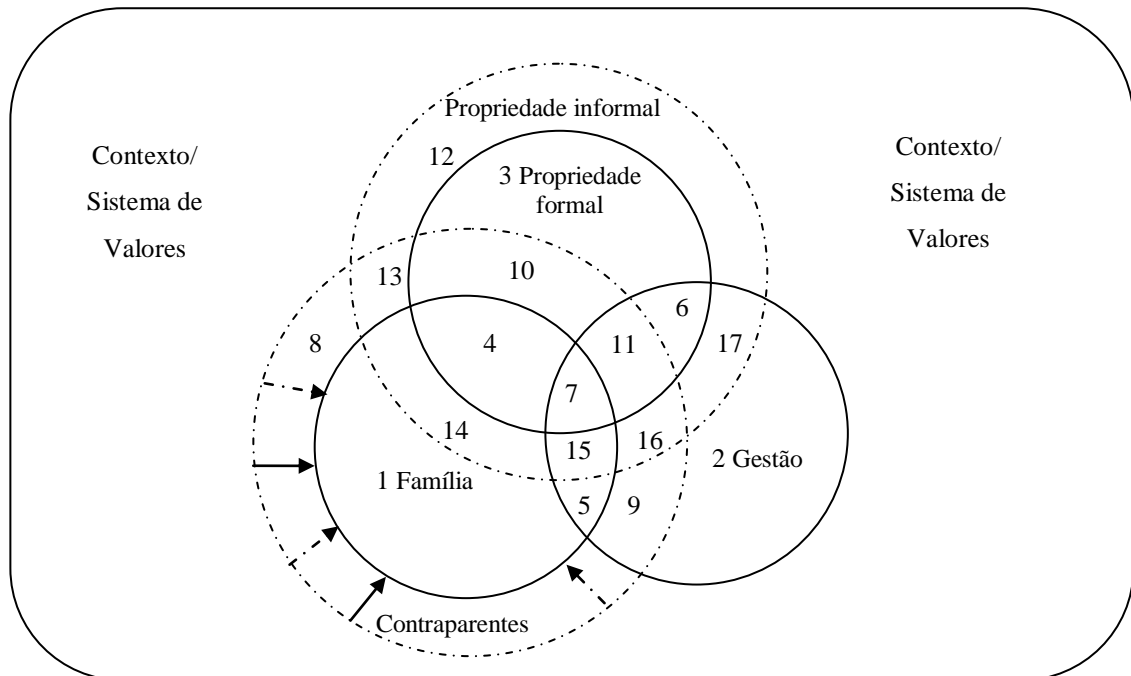 Propriedade informal
12
3 Propriedade
formal
Contexto/
Sistema de
Valores
Contexto/
Sistema de
Valores
13
10
6
8
4
11
17
7
14
15
16
2 Gestão
1 Família
5
9
Contraparentes